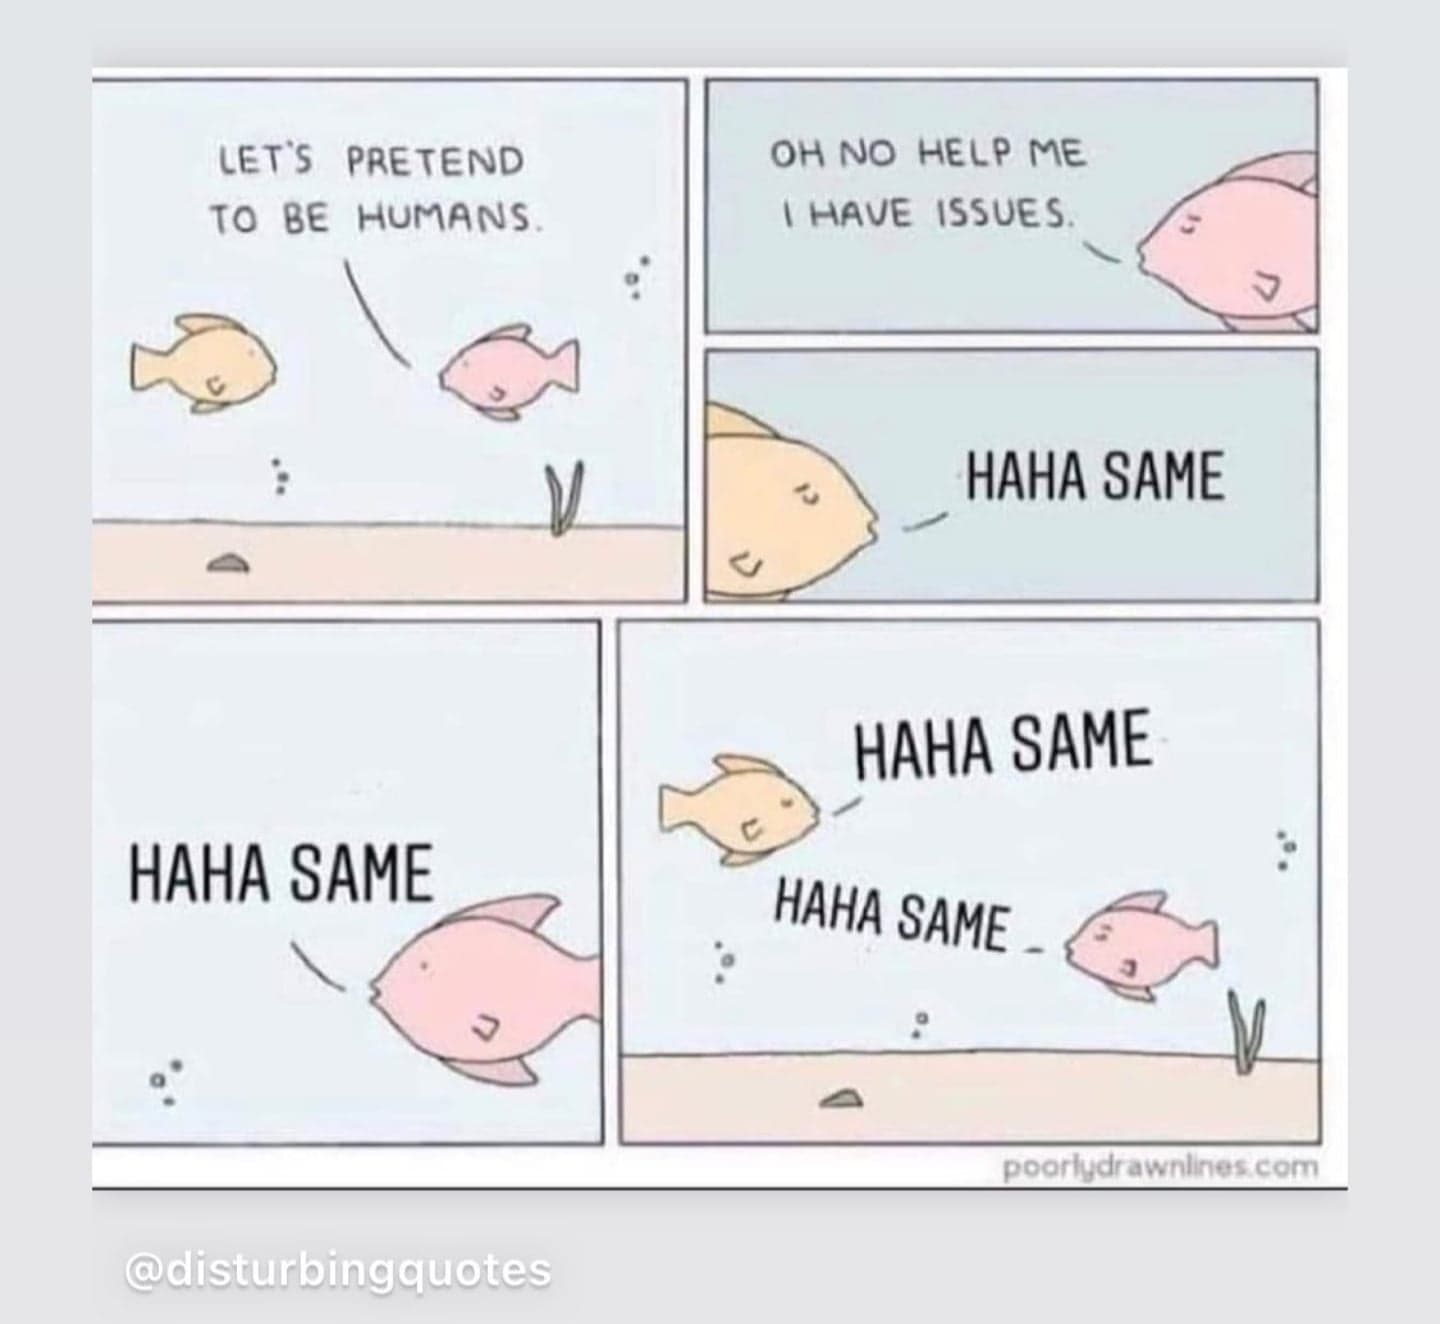 LET'S PRETEND
TO BE HUMANS.
OH NO HELP ME
I HAVE ISSUES.
HAHA SAME
HAHA SAME
HAHA SAME
HAHA SAME
poorlydrawnlines.com
@disturbingquotes